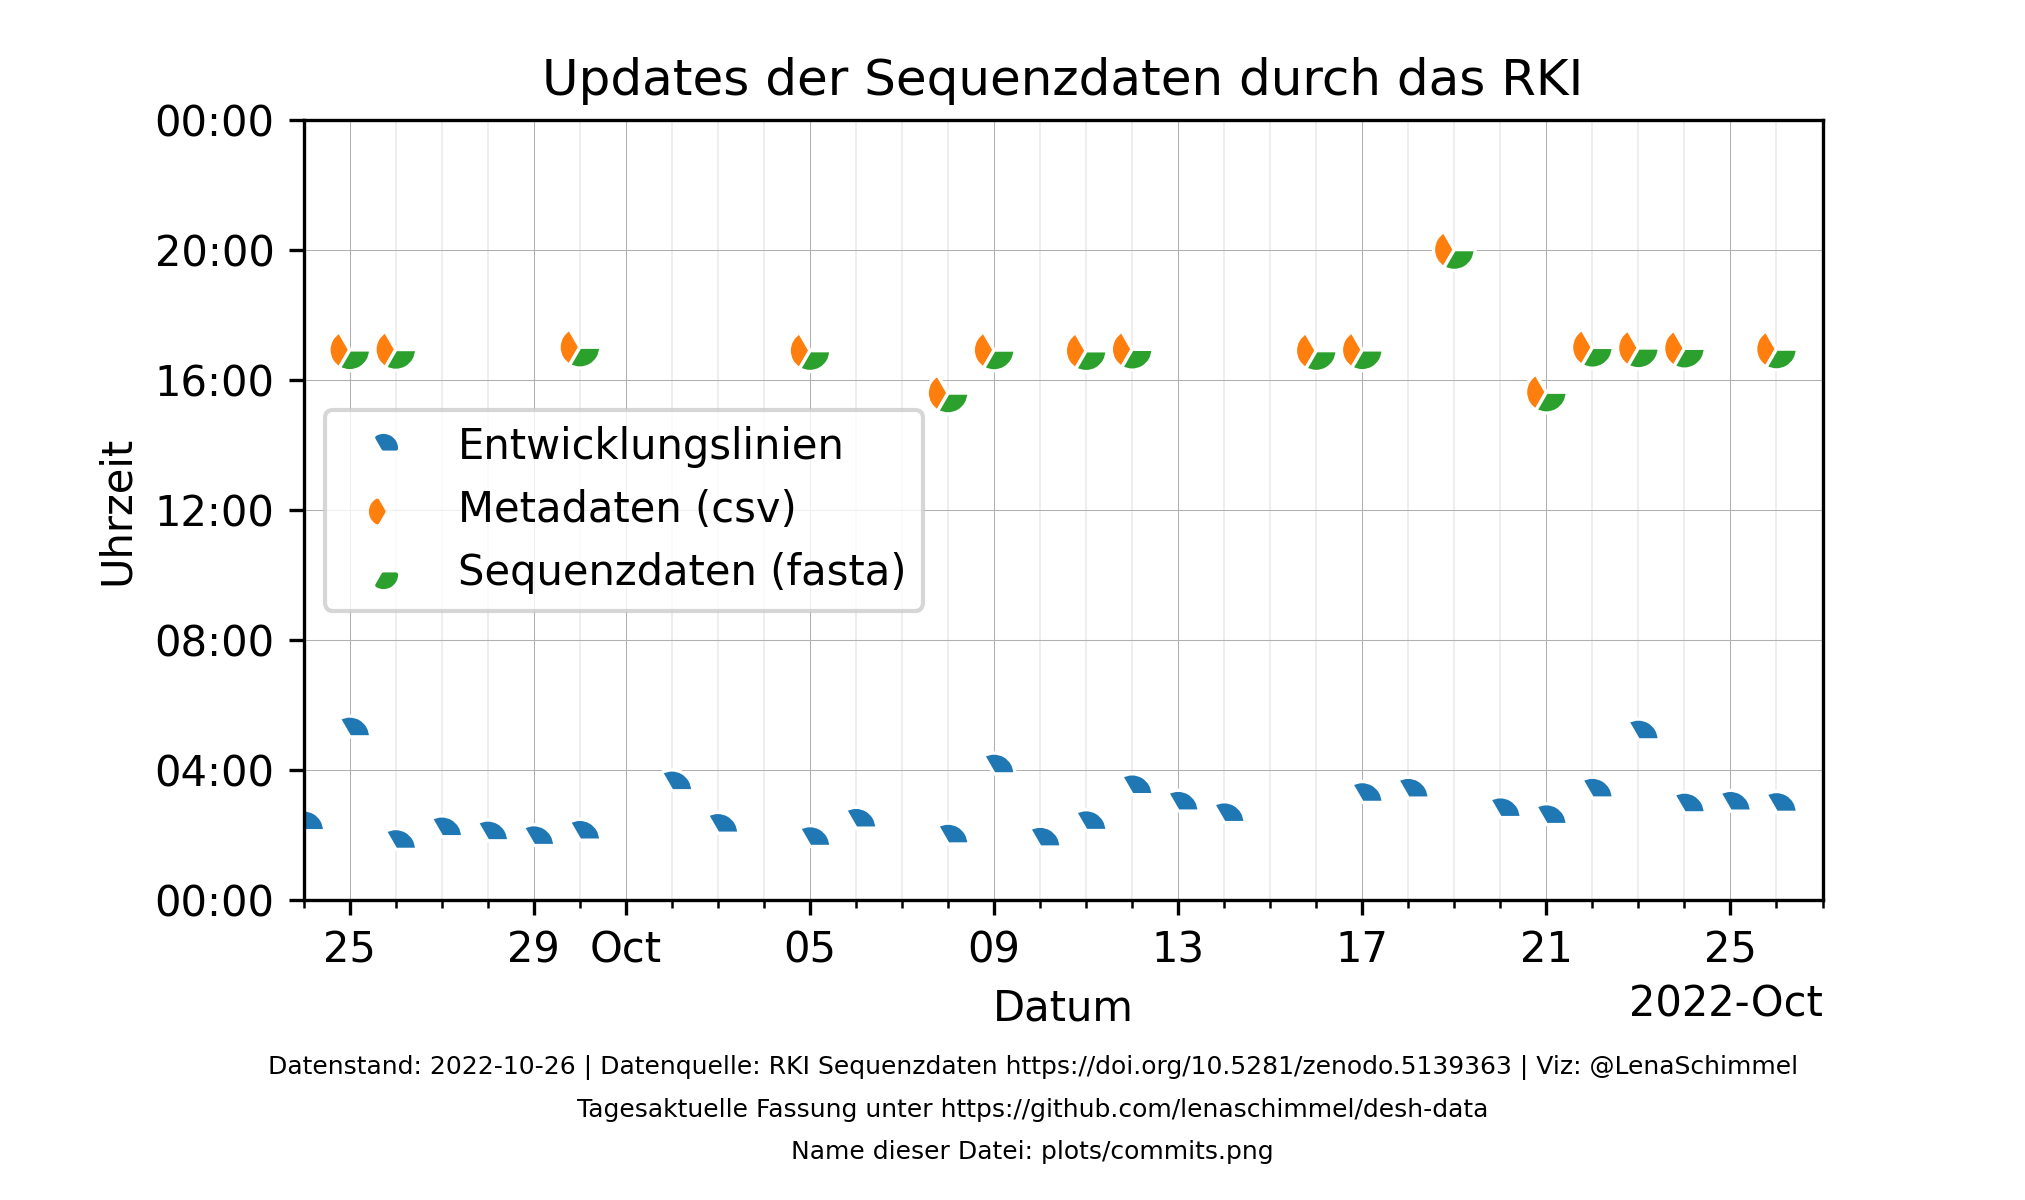 Updates der Sequenzdaten durch das RKI
00:00
20:00
16:00
12:00
08:00
04:00
00:00
Uhrzeit
Entwicklungslinien
Metadaten (csv)
Sequenzdaten (fasta)
25 29 Oct 05 09 13 17 21 25
2022-Oct
Datum
Datenstand: 2022-10-26 | Datenquelle: RKI Sequenzdaten https://doi.org/10.5281/zenodo.5139363 | Viz: @LenaSchimmel
Tagesaktuelle Fassung unter https://github.com/lenaschimmel/desh-data
Name dieser Datei: plots/commits.png